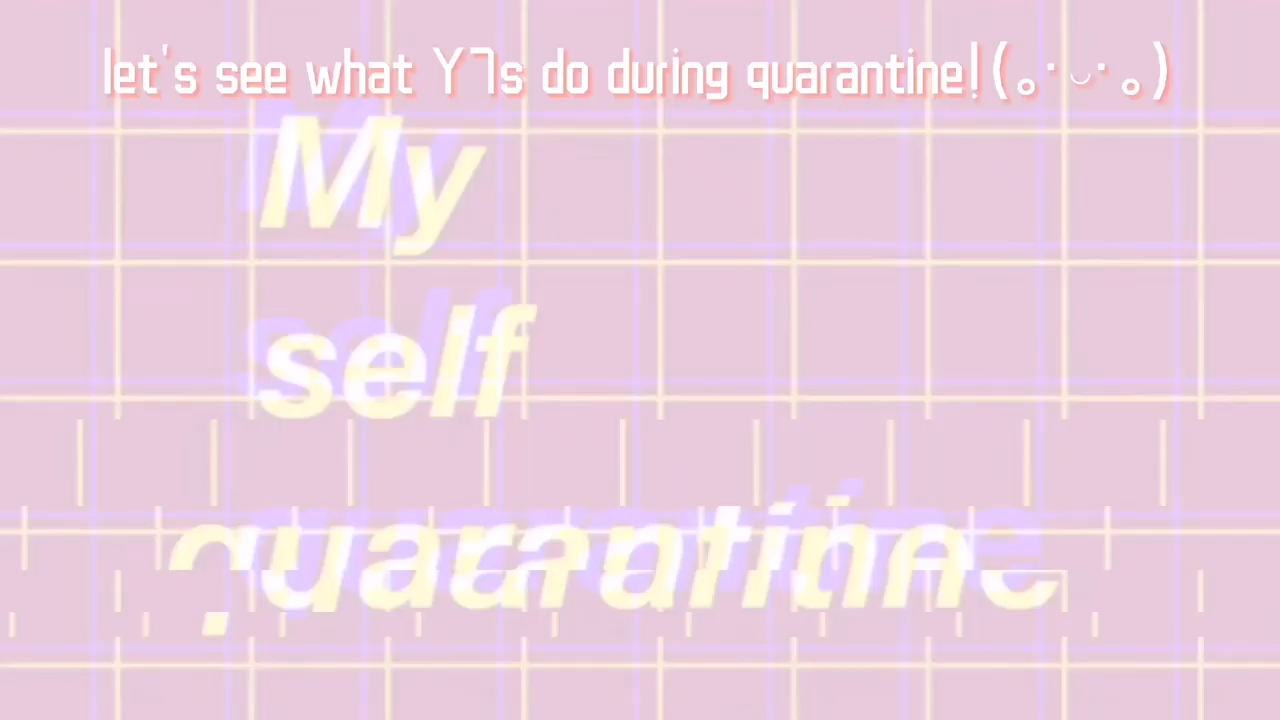 let's see what Y7s do during quarantine!(｡·◡·｡)
My
self
quarantine